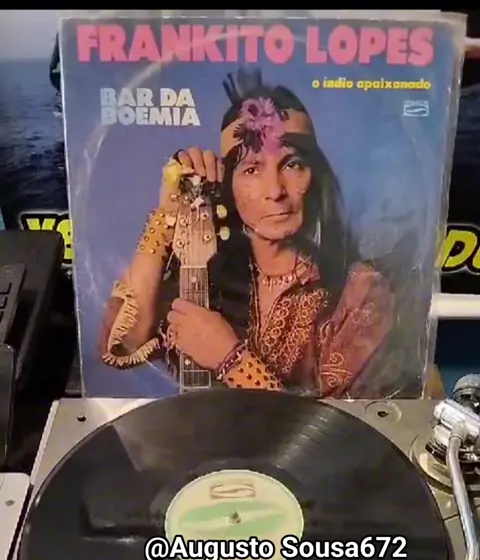 FRANKITO LOPES
o índio apaixonado
BAR DA
BOEMIA
@Augusto Sousa672